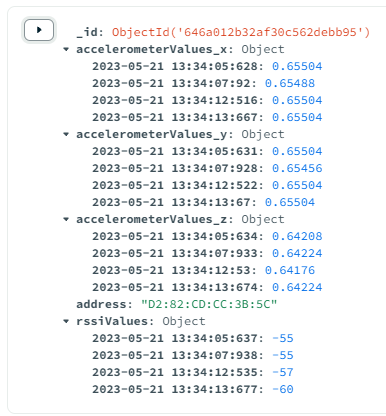 _id: ObjectId('646a012b32af30c562debb95')
accelerometerValues_x: Object
2023-05-21 13:34:05:628: 0.65504
2023-05-21 13:34:07:92: 0.65488
2023-05-21 13:34:12:516: 0.65504
2023-05-21 13:34:13:667: 0.65504
accelerometerValues_y: Object
2023-05-21 13:34:05:631: 0.65504
2023-05-21 13:34:07:928: 0.65456
2023-05-21 13:34:12:522: 0.65504
2023-05-21 13:34:13:67: 0.65504
accelerometerValues_z: Object
2023-05-21 13:34:05:634: 0.64208
2023-05-21 13:34:07:933: 0.64224
2023-05-21 13:34:12:53: 0.64176
2023-05-21 13:34:13:674: 0.64224
address: "D2:82:CD:CC:3B:5C"
rssiValues: Object
2023-05-21 13:34:05:637: -55
2023-05-21 13:34:07:938: -55
2023-05-21 13:34:12:535: -57
2023-05-21 13:34:13:677: -60